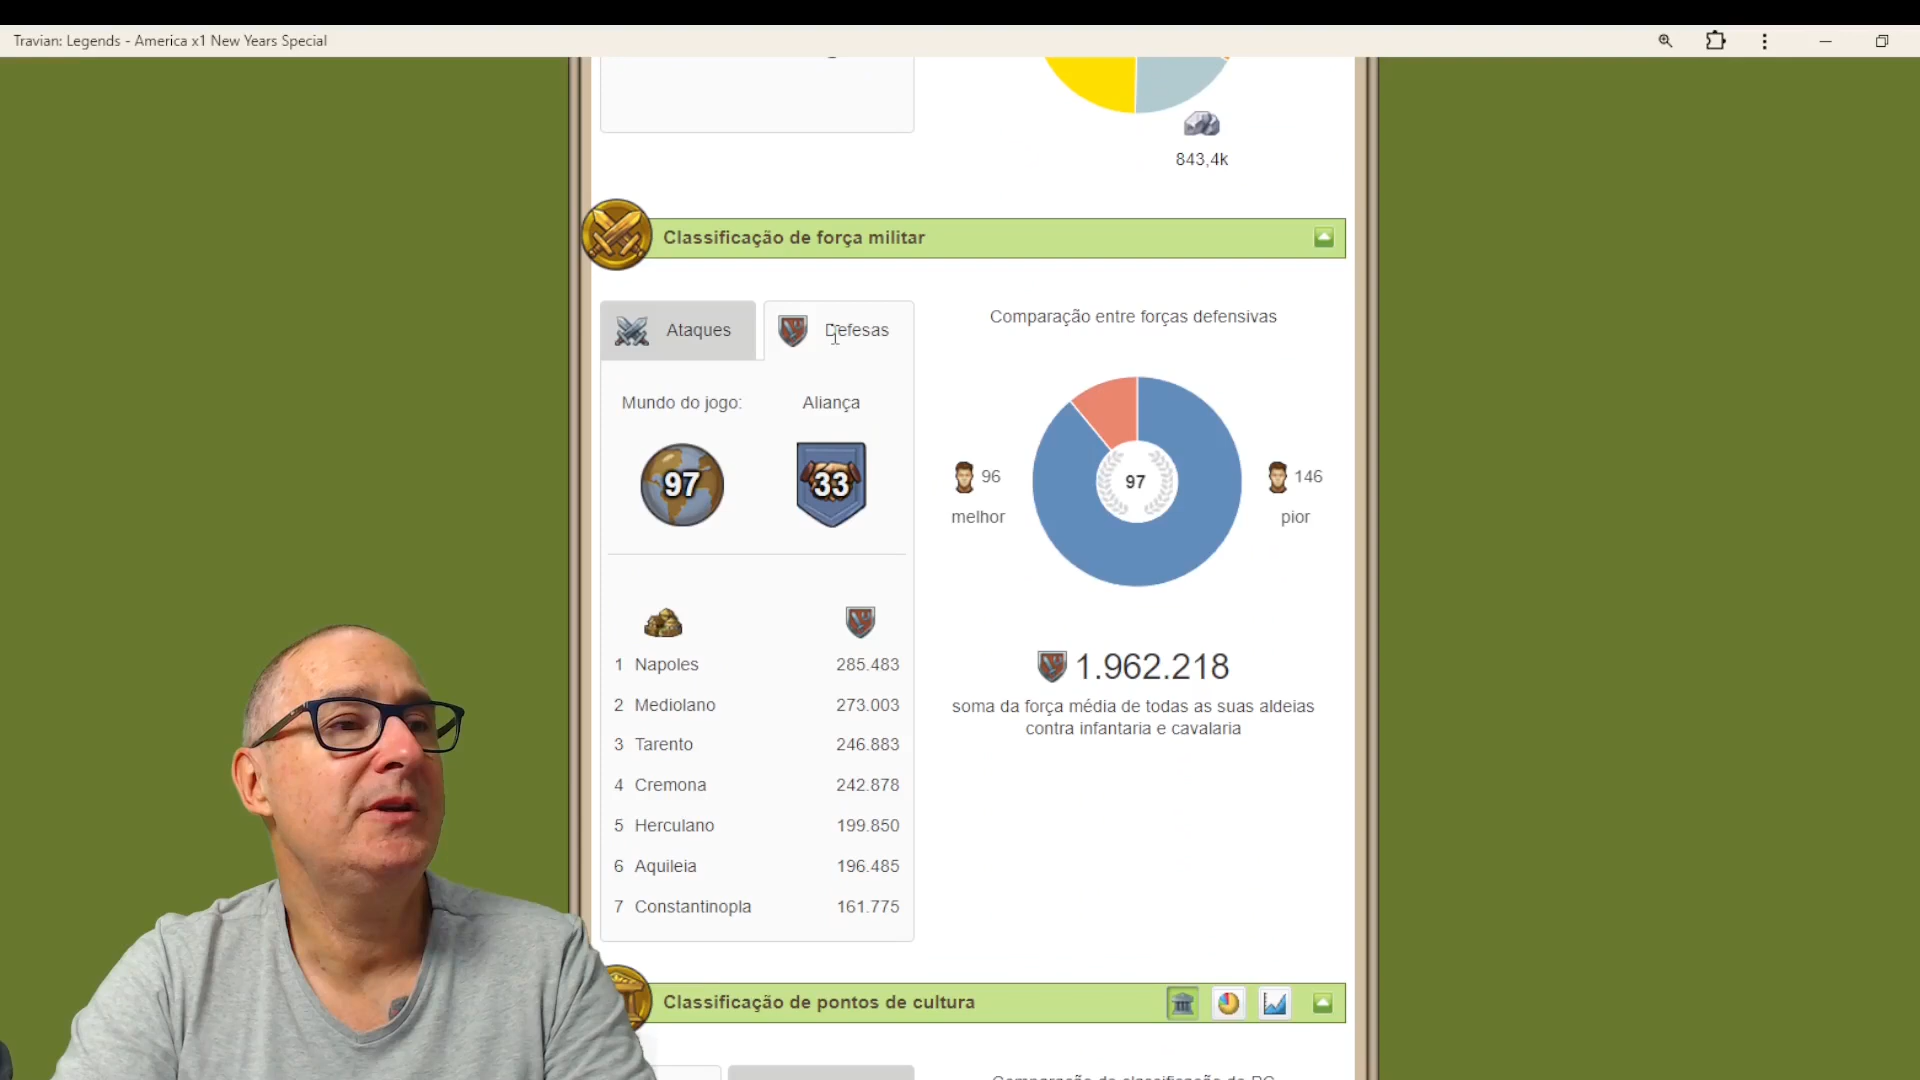 Travian: Legends - America x1 New Years Special
843,4k
Classificação de força militar
Ataques
Defesas
Comparação entre forças defensivas
Mundo do jogo:
Aliança
97
33
96
melhor
97
146
pior
1 Napoles 285.483
2 Mediolano 273.003
3 Tarento 246.883
4 Cremona 242.878
5 Herculano 199.850
6 Aquileia 196.485
7 Constantinopla 161.775
1.962.218
soma da força média de todas as suas aldeias
contra infantaria e cavalaria
Classificação de pontos de cultura